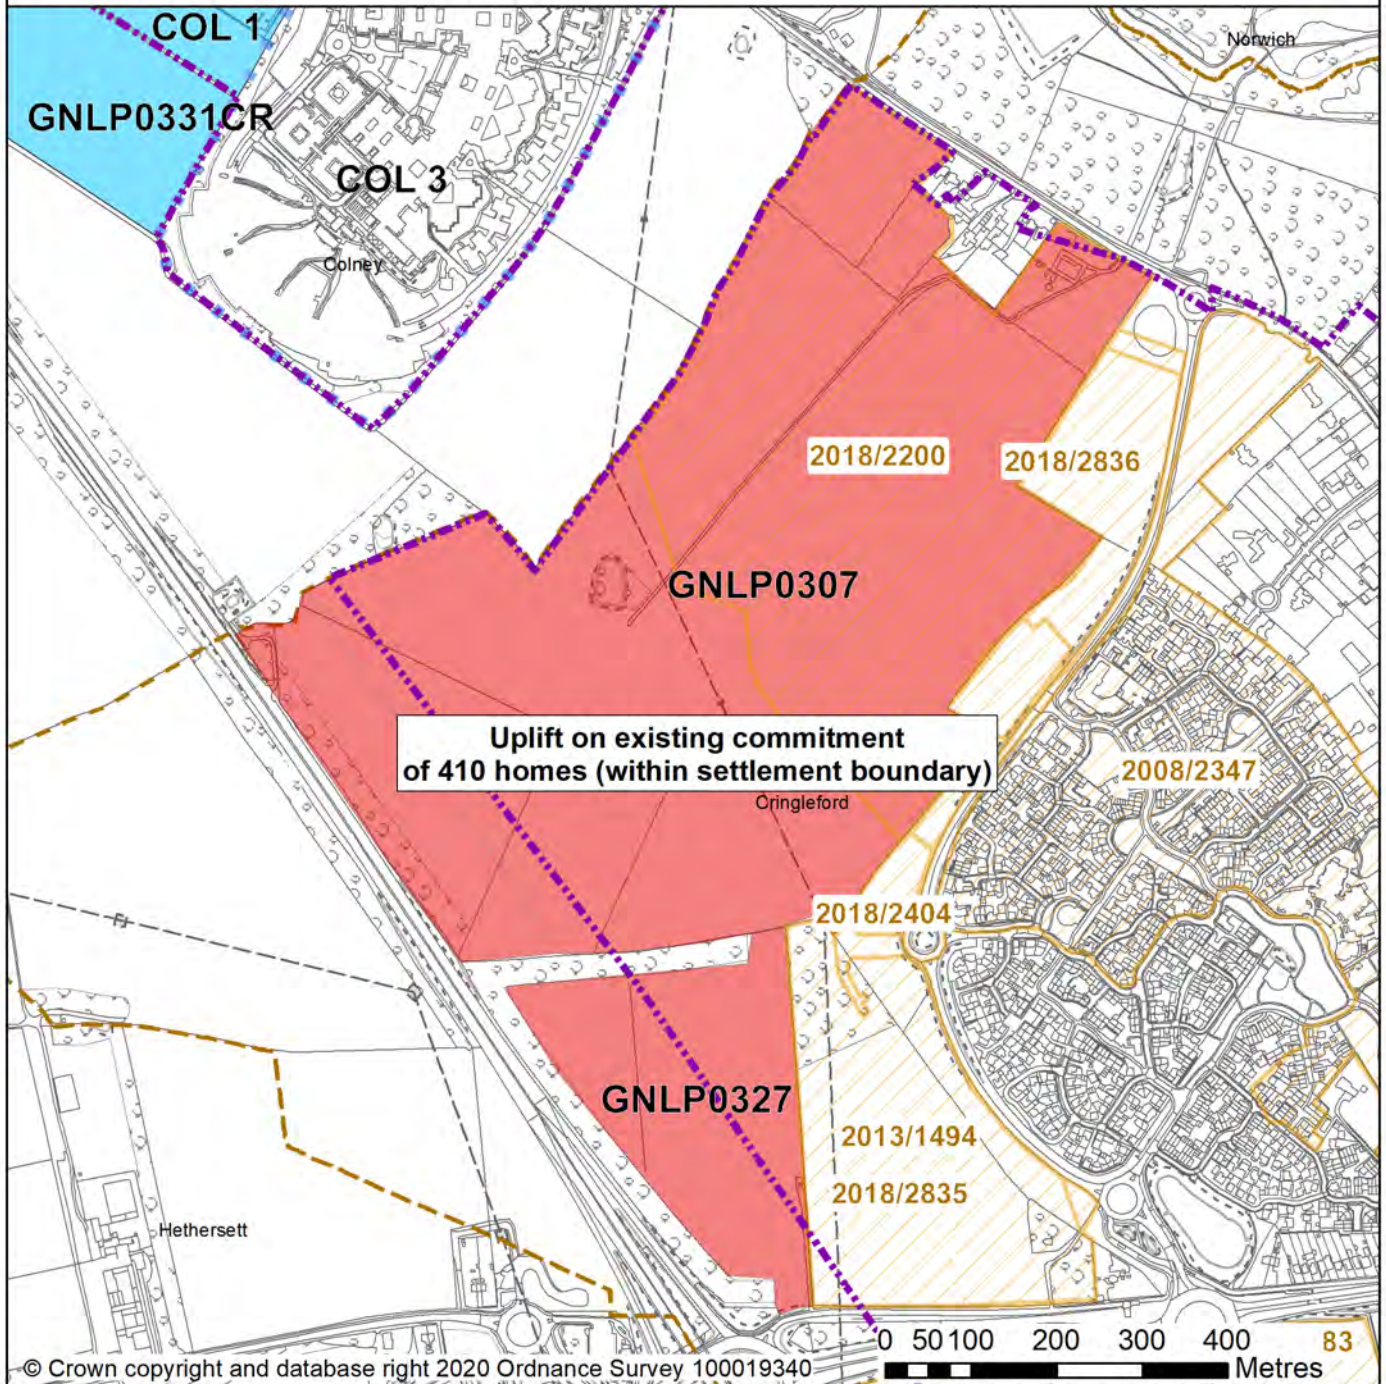 COL 1
Norwich
GNLP0331CR
COL 3
Colney
2018/2200
2018/2836
GNLP0307
Uplift on existing commitment
of 410 homes (within settlement boundary)
2008/2347
Cringleford
2018/2404
GNLP0327
2013/1494
2018/2835
Hethersett
0 50 100 200 300 400
83
© Crown copyright and database right 2020 Ordnance Survey 100019340
Metres